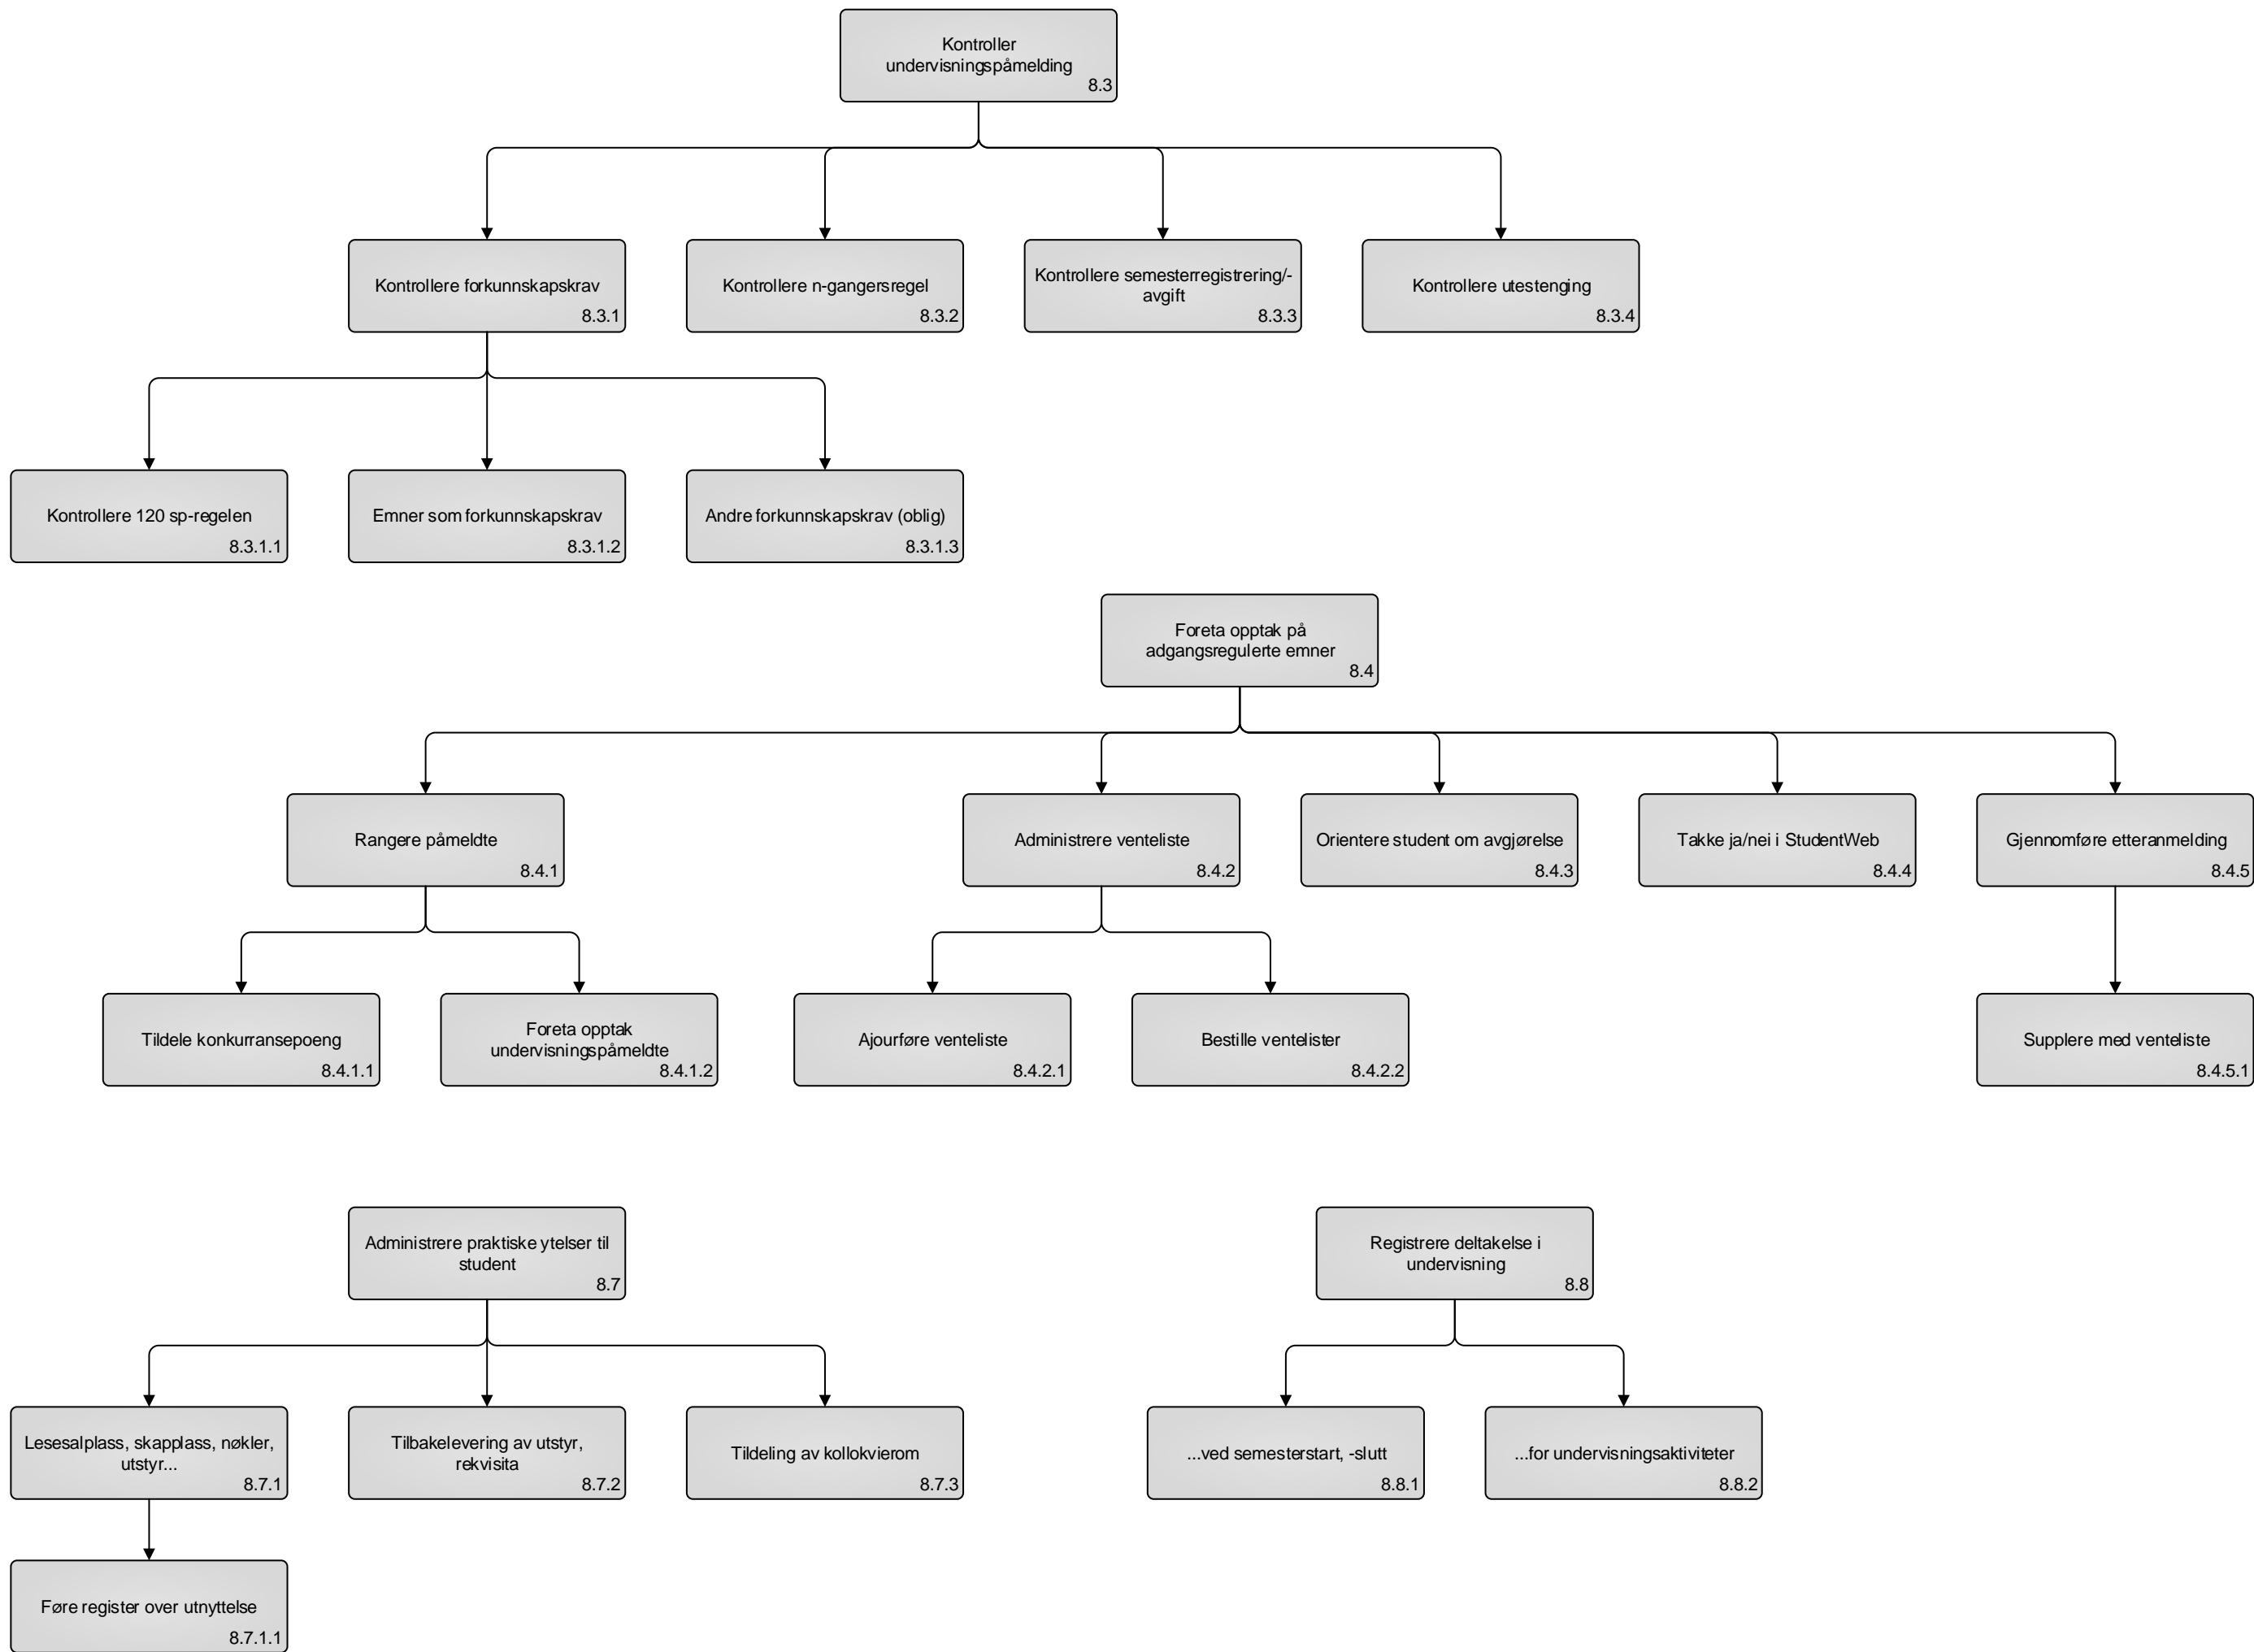 Kontroller
undervisningspåmelding
8.3
Kontrollere forkunnskapskrav
8.3.1
Kontrollere n-gangersregel
8.3.2
Kontrollere semesterregistrering/-
avgift
8.3.3
Kontrollere utestenging
8.3.4
Kontrollere 120 sp-regelen
8.3.1.1
Emner som forkunnskapskrav
8.3.1.2
Andre forkunnskapskrav (oblig)
8.3.1.3
Foreta opptak på
adgangsregulerte emner
8.4
Rangere påmeldte
8.4.1
Administrere venteliste
8.4.2
Orientere student om avgjørelse
8.4.3
Takke ja/nei i StudentWeb
8.4.4
Gjennomføre etteranmelding
8.4.5
Tildele konkurransepoeng
8.4.1.1
Foreta opptak
undervisningspåmeldte
8.4.1.2
Ajourføre venteliste
8.4.2.1
Bestille ventelister
8.4.2.2
Supplere med venteliste
8.4.5.1
Administrere praktiske ytelser til
student
8.7
Registrere deltakelse i
undervisning
8.8
Lesesalplass, skapplass, nøkler,
utstyr...
8.7.1
Tilbakelevering av utstyr,
rekvisita
8.7.2
Tildeling av kollokvierom
8.7.3
...ved semesterstart, -slutt
8.8.1
...for undervisningsaktiviteter
8.8.2
Føre register over utnyttelse
8.7.1.1